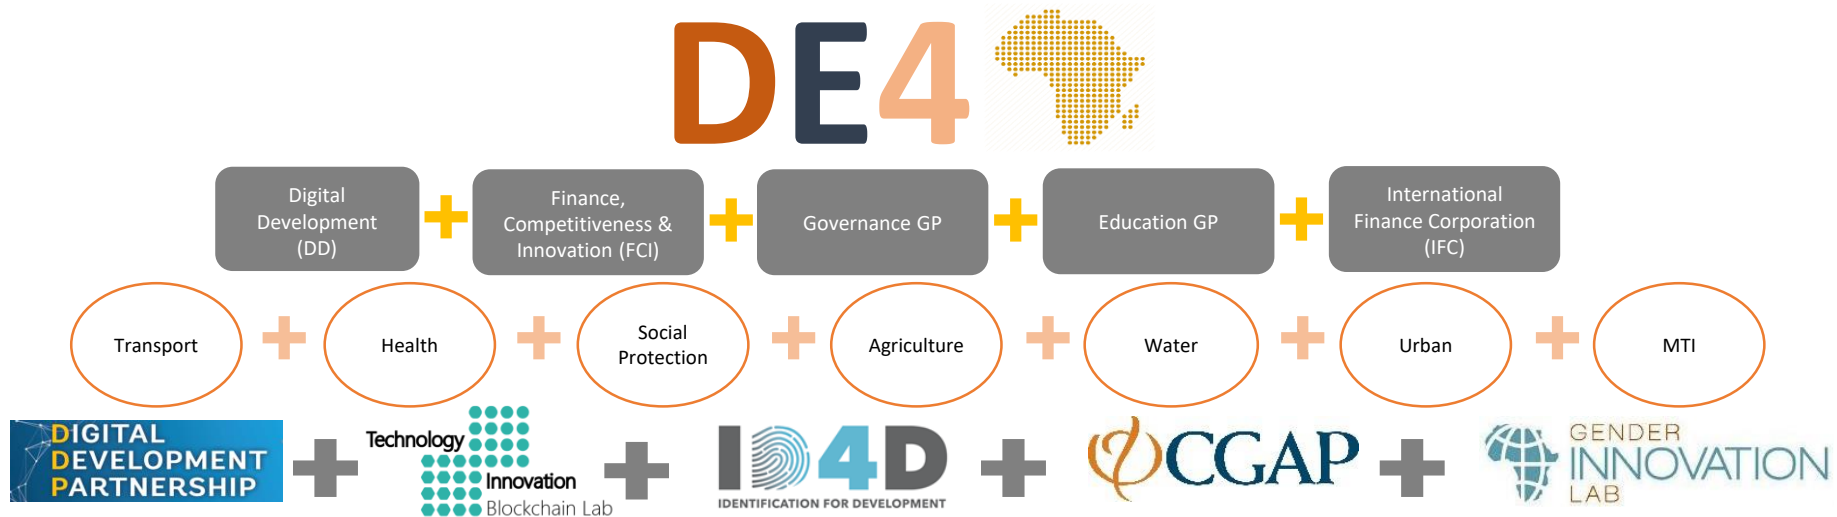 DE4
Digital
Development
(DD)
Finance,
Competitiveness &
Innovation (FCI)
Governance GP
Education GP
International
Finance Corporation
(IFC)
Transport
Health
Social
Protection
Agriculture
Water
Urban
MTI
DIGITAL
DEVELOPMENT
PARTNERSHIP
Technology
Innovation
Blockchain Lab
ID4D
IDENTIFICATION FOR DEVELOPMENT
CGAP
GENDER
INNOVATION
LAB